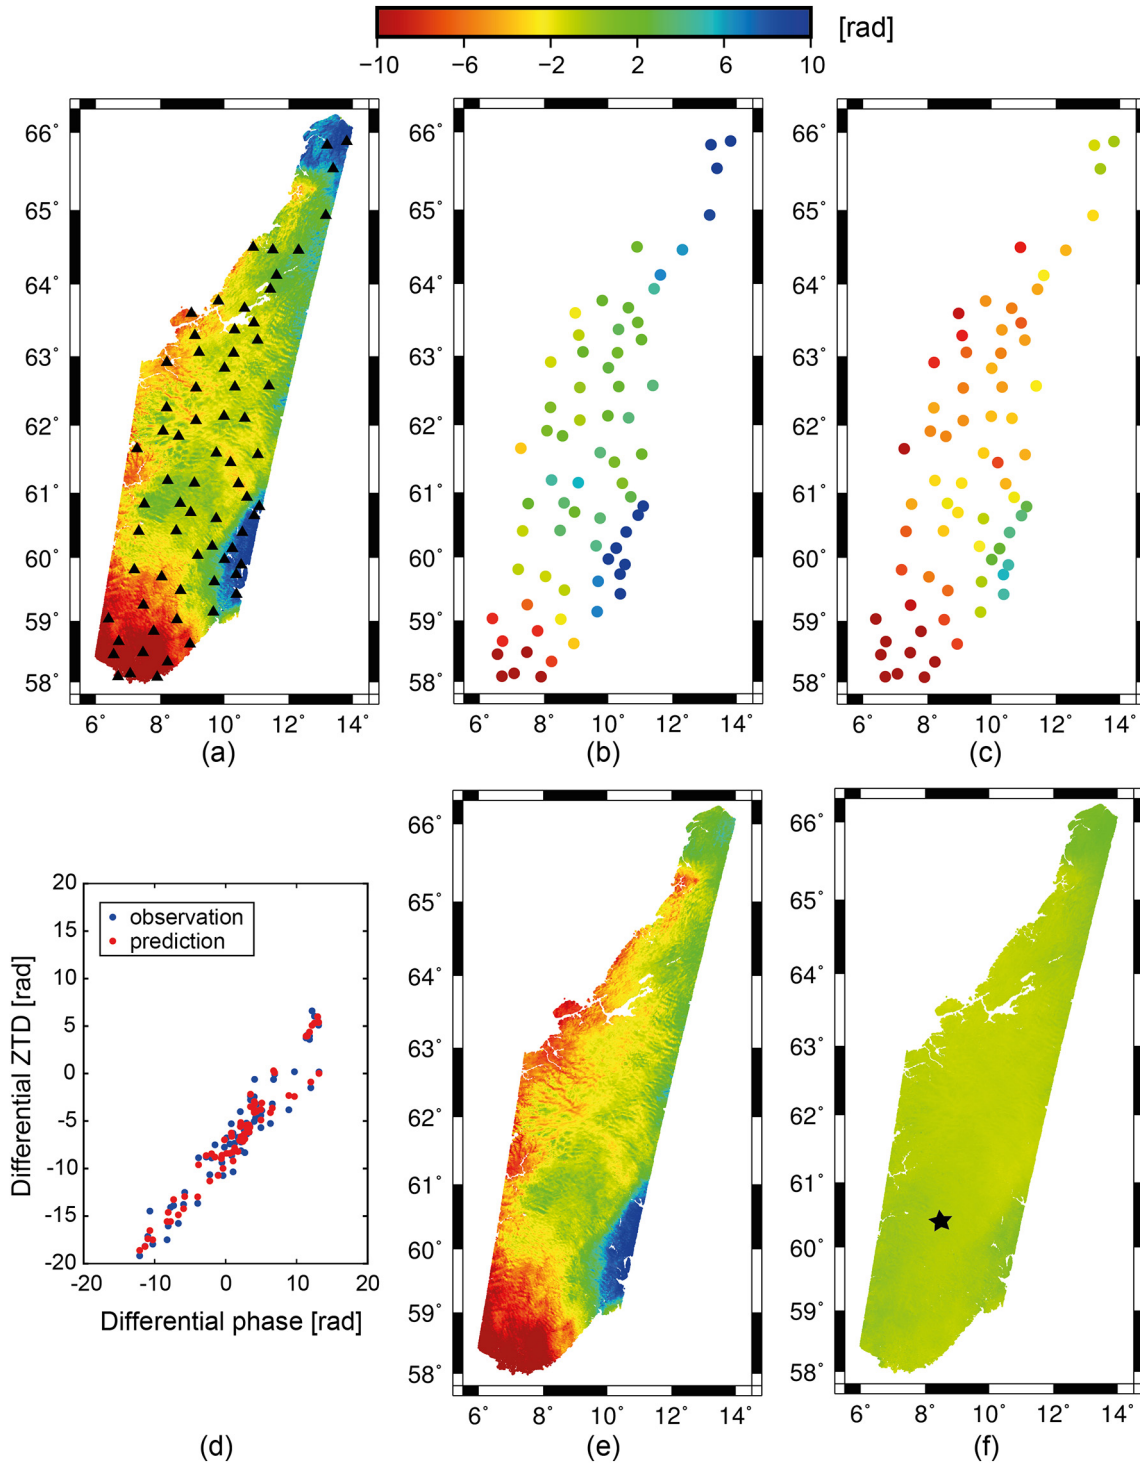 [rad]
−10 −6 −2 2 6 10
66° 66° 66°
65° 65° 65°
64° 64° 64°
63° 63° 63°
62° 62° 62°
61° 61° 61°
60° 60° 60°
59° 59° 59°
58° 58° 58°
6° 8° 10° 12° 14° 6° 8° 10° 12° 14° 6° 8° 10° 12° 14°
(a) (b) (c)
Differential ZTD [rad]
20
15
10
5
0
-5
-10
-15
-20
observation
prediction
-20 -10 0 10 20
Differential phase [rad]
(d)
66°
65°
64°
63°
62°
61°
60°
59°
58°
6° 8° 10° 12° 14°
(e)
66°
65°
64°
63°
62°
61°
60°
59°
58°
6° 8° 10° 12° 14°
(f)